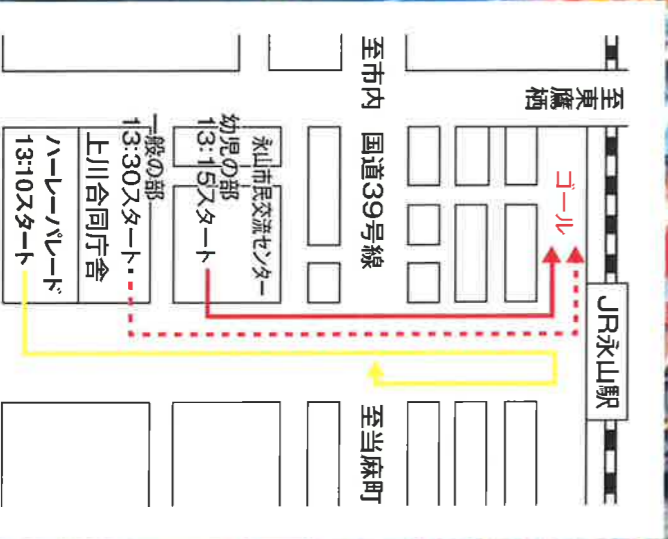 至東
鷹栖
ゴール
JR永山駅
至市内
国道39号線
至当麻町
永山市民交流センター
幼児の部
13:15スタート
一般の部
13:30スタート
上川合同庁舎
ハーレーパレード
13:10スタート